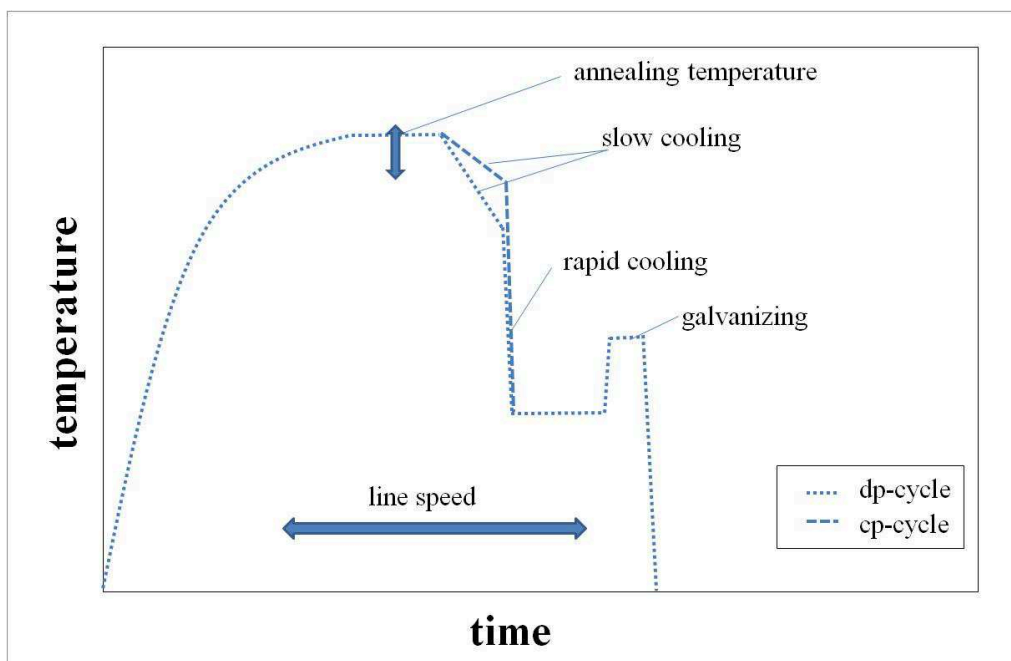 annealing temperature
slow cooling
rapid cooling
galvanizing
temperature
line speed
dp-cycle
cp-cycle
time